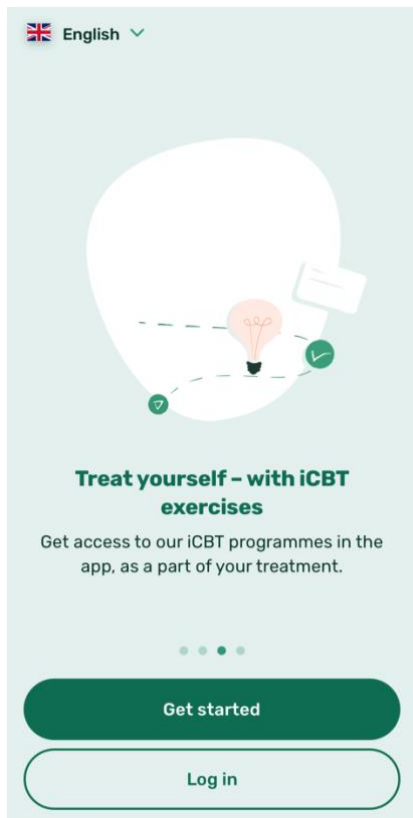 English
Treat yourself – with iCBT
exercises
Get access to our iCBT programmes in the
app, as a part of your treatment.
Get started
Log in